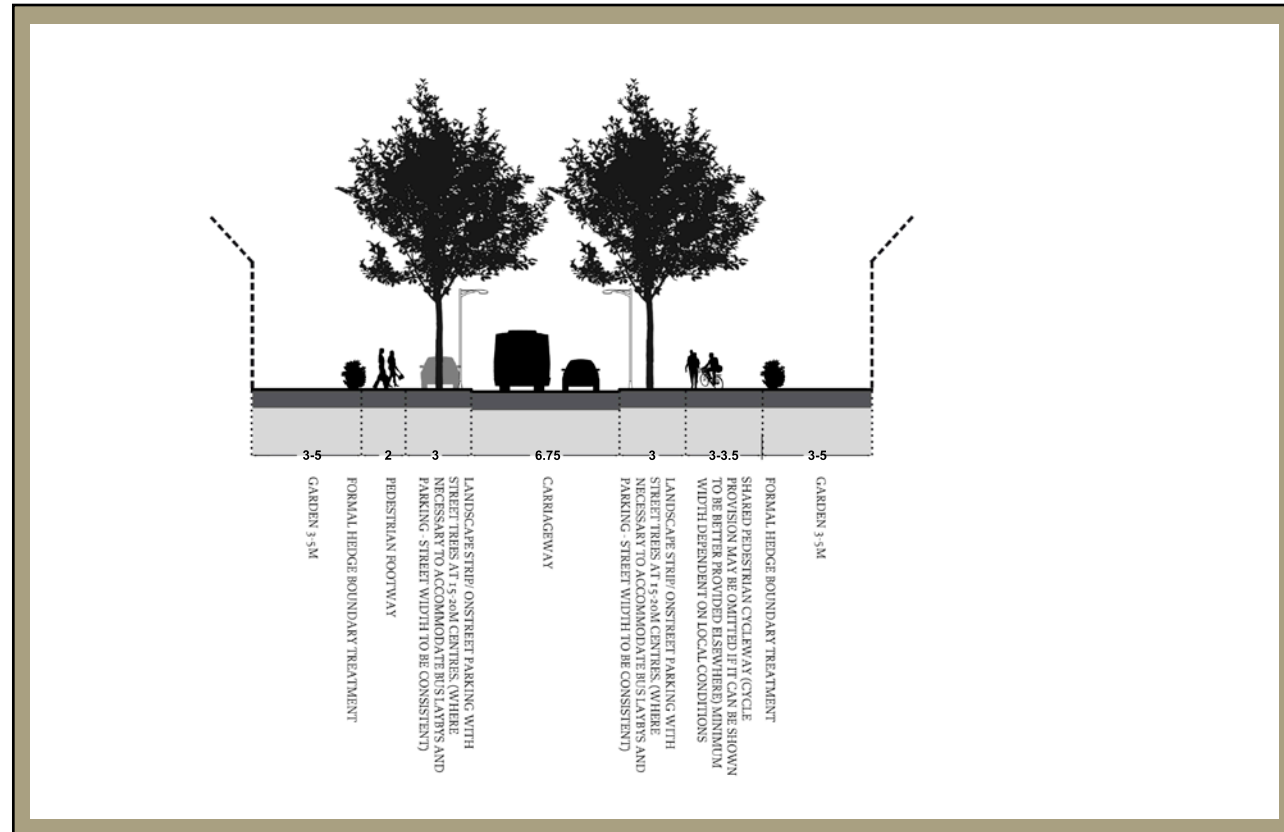 3-5
2
3
6.75
3
3-3.5
3-5
GARDEN 3-5M
FORMAL HEDGE BOUNDARY TREATMENT
PEDESTRIAN FOOTWAY
LANDSCAPE STRIP/ ONSTREET PARKING WITH
STREET TREES AT 15-20M CENTRES. (WHERE
NECESSARY TO ACCOMMODATE BUS LAYBYS AND
PARKING - STREET WIDTH TO BE CONSISTENT)
CARRIAGEWAY
LANDSCAPE STRIP/ ONSTREET PARKING WITH
STREET TREES AT 15-20M CENTRES. (WHERE
NECESSARY TO ACCOMMODATE BUS LAYBYS AND
PARKING - STREET WIDTH TO BE CONSISTENT)
SHARED PEDESTRIAN CYCLEWAY (CYCLE
PROVISION MAY BE OMITTED IF IT CAN BE SHOWN
TO BE BETTER PROVIDED ELSEWHERE) MINIMUM
WIDTH DEPENDENT ON LOCAL CONDITIONS
FORMAL HEDGE BOUNDARY TREATMENT
GARDEN 3-5M